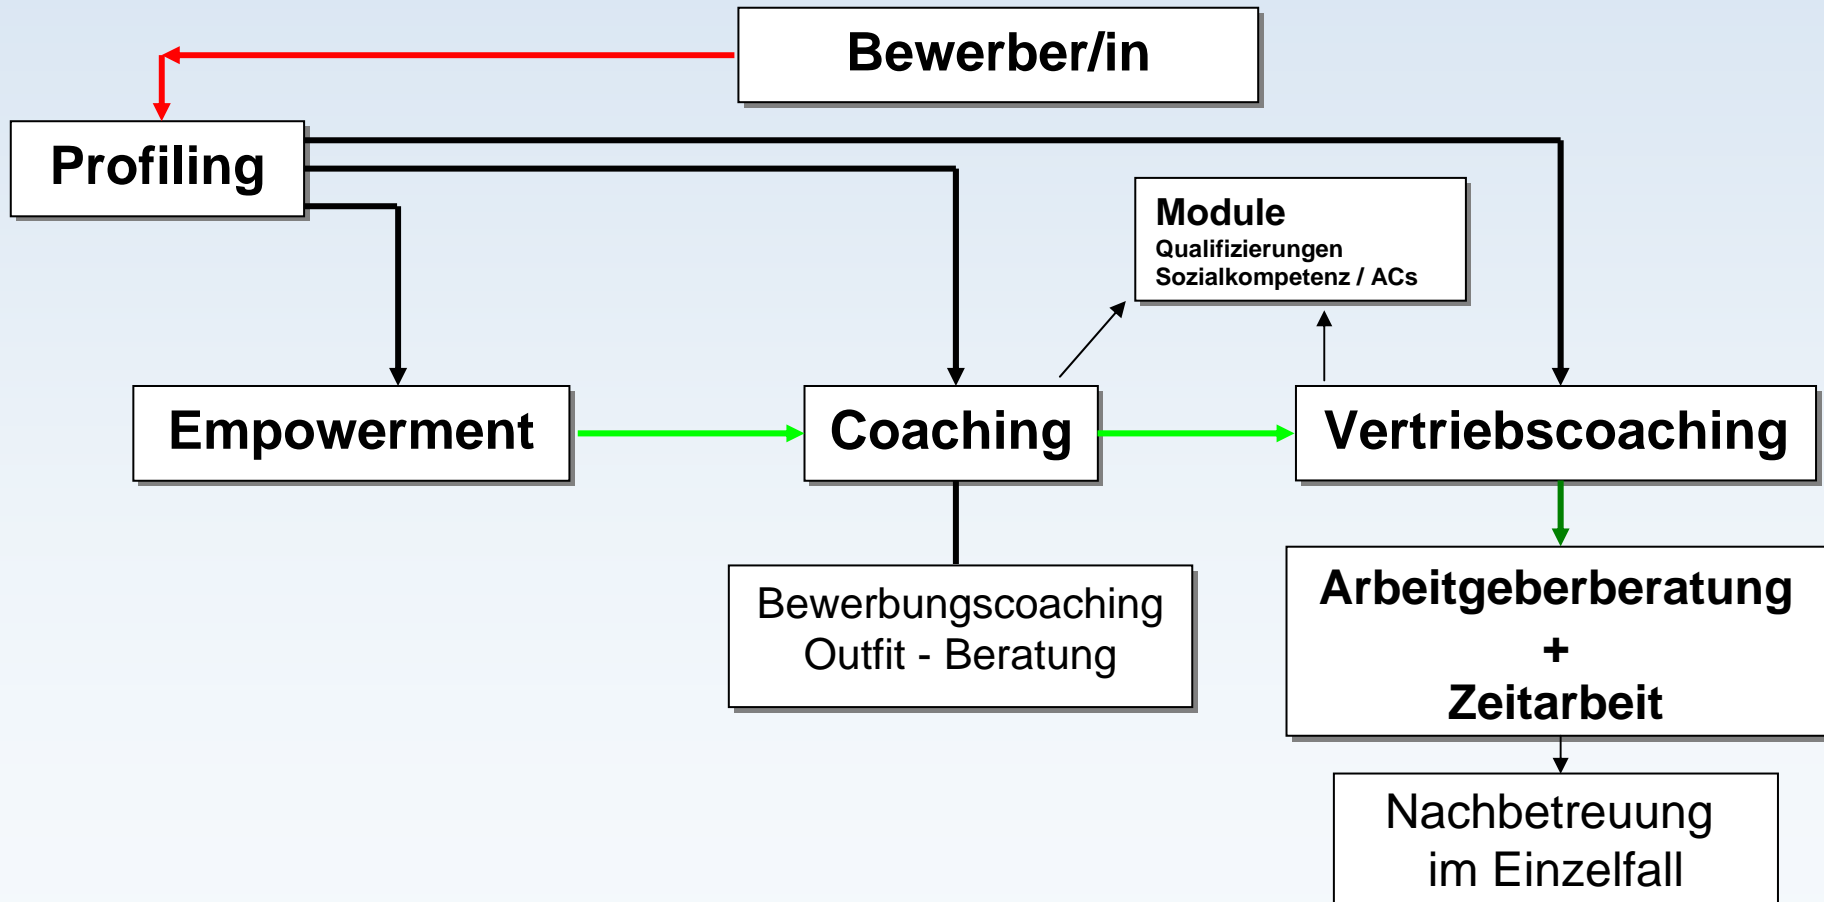 Bewerber/in
Profiling
Module
Qualifizierungen
Sozialkompetenz / ACs
Empowerment
Coaching
Vertriebscoaching
Bewerbungscoaching
Outfit - Beratung
Arbeitgeberberatung
+
Zeitarbeit
Nachbetreuung
im Einzelfall